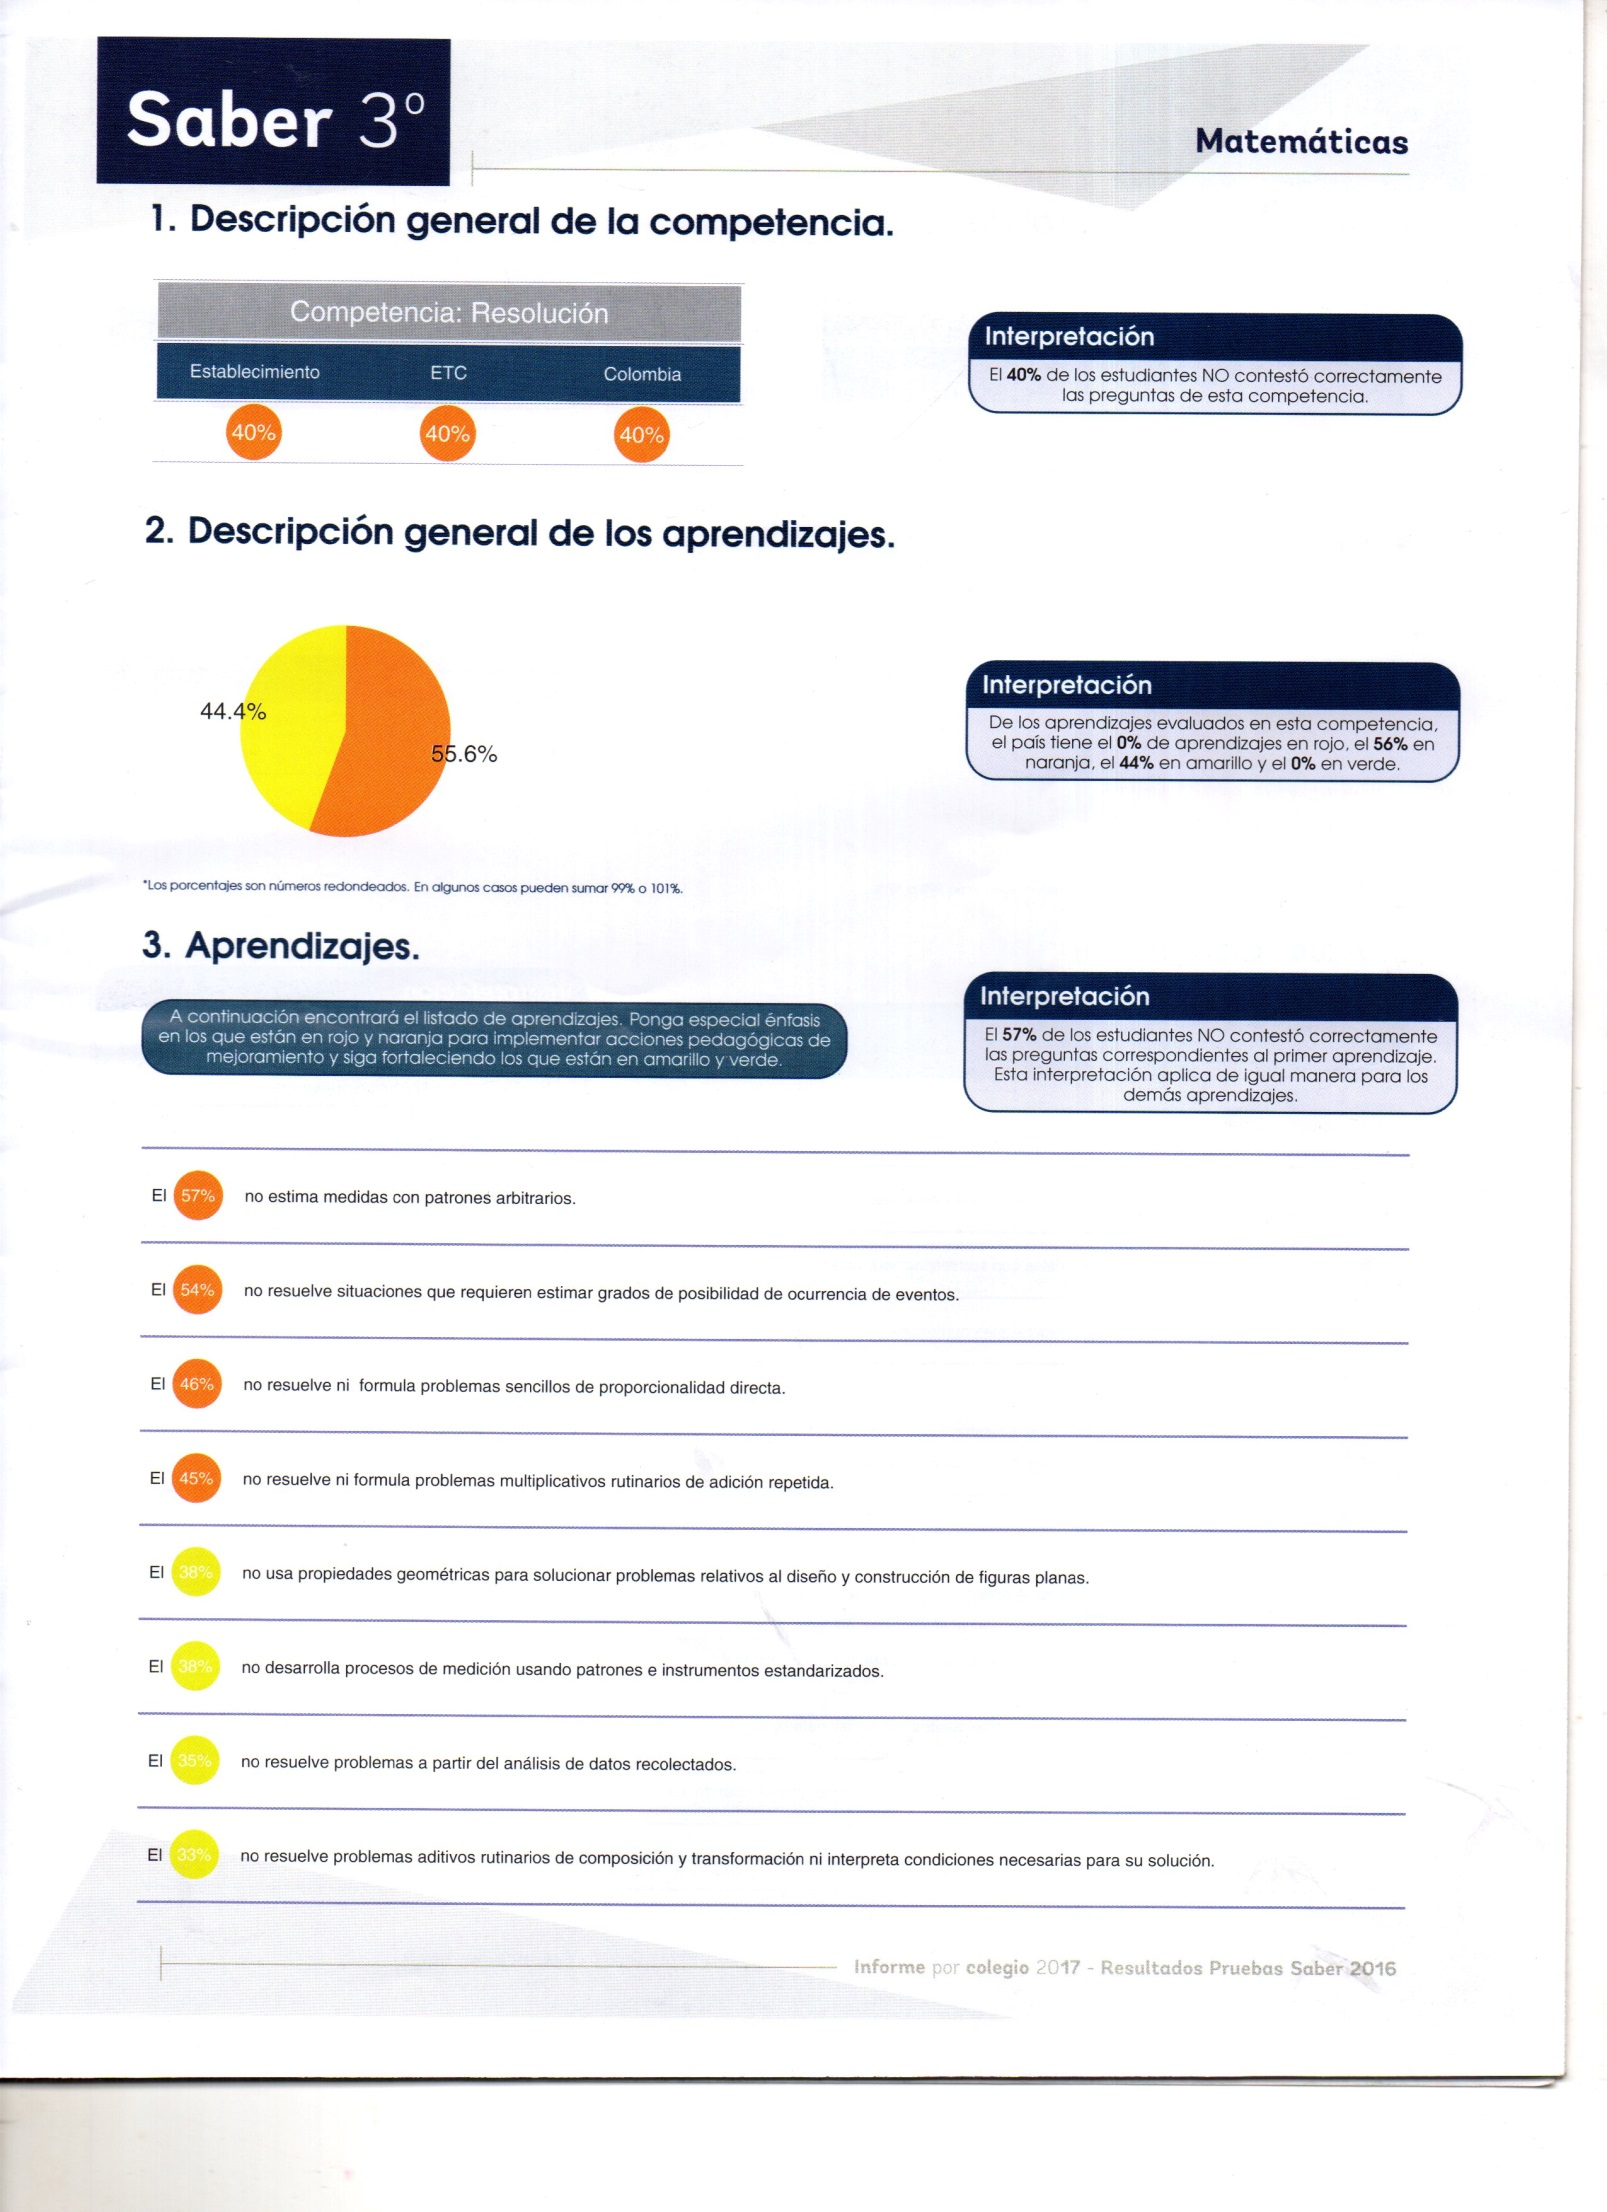 Saber 3º
Matemáticas
1. Descripción general de la competencia.
Competencia: Resolución
Establecimiento ETC Colombia
40% 40% 40%
Interpretación
El 40% de los estudiantes NO contestó correctamente
las preguntas de esta competencia.
2. Descripción general de los aprendizajes.
44.4%
55.6%
Interpretación
De los aprendizajes evaluados en esta competencia,
el país tiene el 0% de aprendizajes en rojo, el 56% en
naranja, el 44% en amarillo y el 0% en verde.
*Los porcentajes son números redondeados. En algunos casos pueden sumar 99% o 101%.
3. Aprendizajes.
A continuación encontrará el listado de aprendizajes. Ponga especial énfasis
en los que están en rojo y naranja para implementar acciones pedagógicas de
mejoramiento y siga fortaleciendo los que están en amarillo y verde.
Interpretación
El 57% de los estudiantes NO contestó correctamente
las preguntas correspondientes al primer aprendizaje.
Esta interpretación aplica de igual manera para los
demás aprendizajes.
El 57% no estima medidas con patrones arbitrarios.
El 54% no resuelve situaciones que requieren estimar grados de posibilidad de ocurrencia de eventos.
El 46% no resuelve ni formula problemas sencillos de proporcionalidad directa.
El 45% no resuelve ni formula problemas multiplicativos rutinarios de adición repetida.
El 38% no usa propiedades geométricas para solucionar problemas relativos al diseño y construcción de figuras planas.
El 38% no desarrolla procesos de medición usando patrones e instrumentos estandarizados.
El 35% no resuelve problemas a partir del análisis de datos recolectados.
El 33% no resuelve problemas aditivos rutinarios de composición y transformación ni interpreta condiciones necesarias para su solución.
Informe por colegio 2017 - Resultados Pruebas Saber 2016